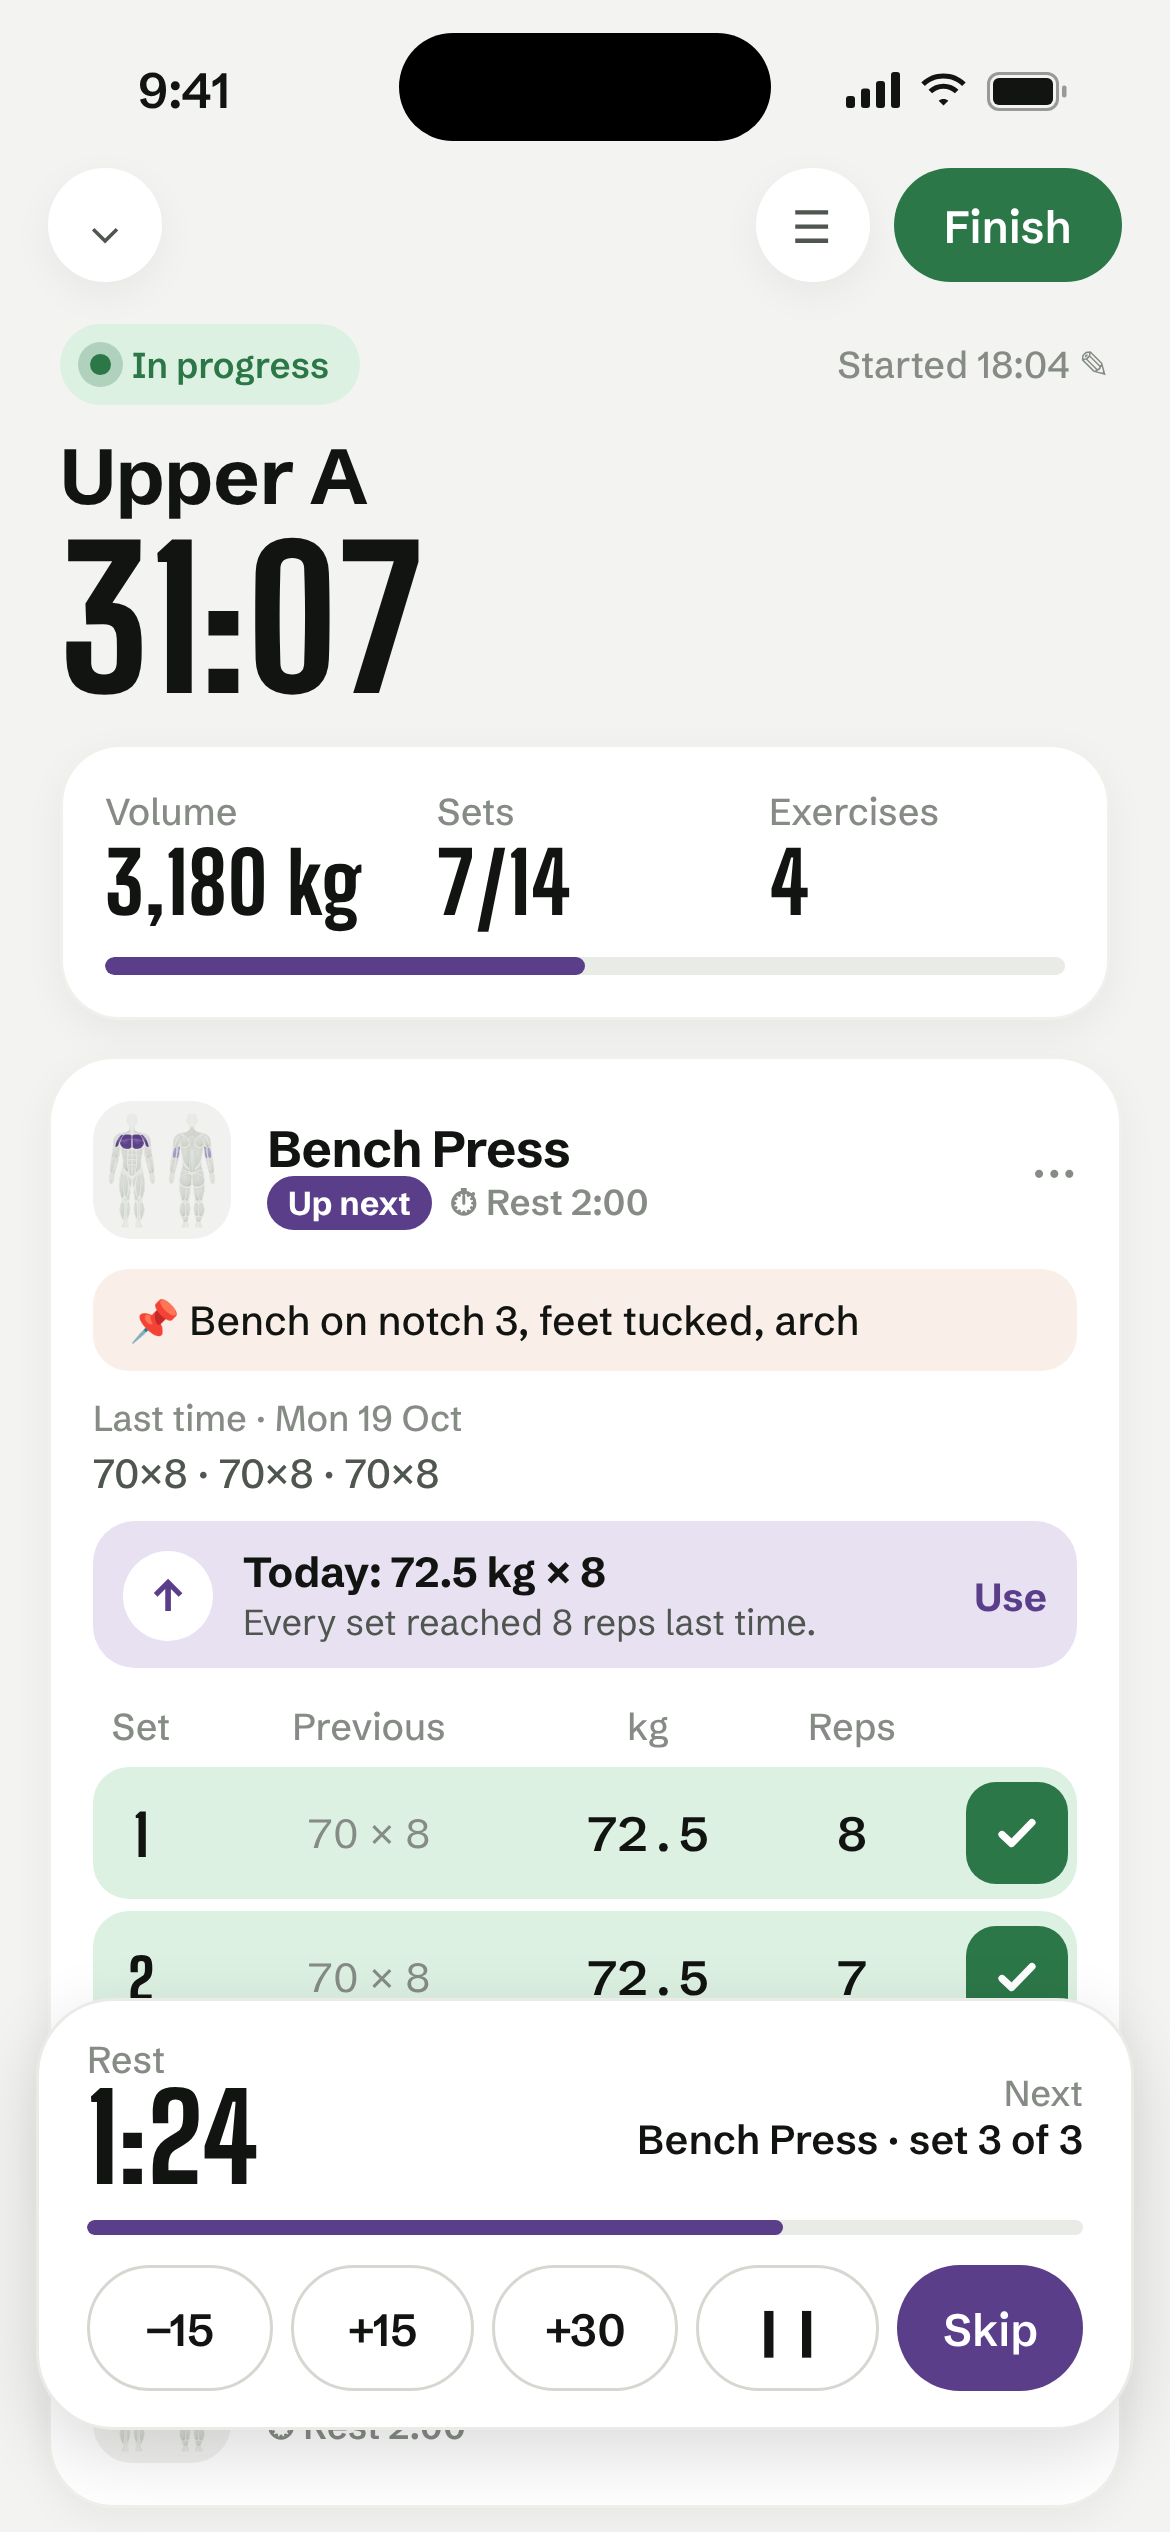 9:41
Finish
In progress
Started 18:04 ✎
Upper A
31:07
Volume Sets Exercises
3,180 kg 7/14 4
Bench Press
Up next ⏱ Rest 2:00
📌 Bench on notch 3, feet tucked, arch
Last time · Mon 19 Oct
70×8 · 70×8 · 70×8
Today: 72.5 kg × 8
Every set reached 8 reps last time.
Use
Set Previous kg Reps
1 70 × 8 72.5 8
2 70 × 8 72.5 7
Rest
1:24
Next
Bench Press · set 3 of 3
−15 +15 +30 Skip
⏱ Rest 2:00